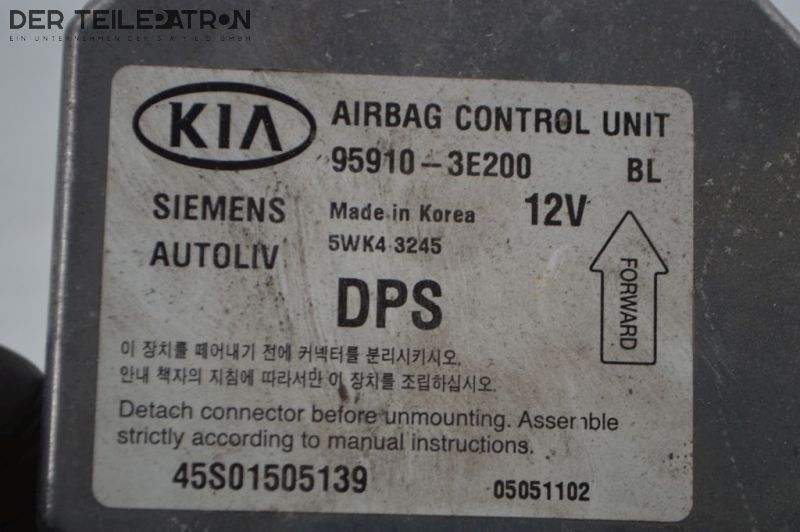 DER TEILEPATRON
EIN UNTERNEHMEN DER SAYED GMBH
KIA
AIRBAG CONTROL UNIT
95910-3E200 BL
SIEMENS
AUTOLIV
Made in Korea
5WK4 3245
12V
DPS
FORWARD
이 장치를 떼어내기 전에 커넥터를 분리시키시오.
안내 책자의 지침에 따라서만 이 장치를 조립하십시오.
Detach connector before unmounting. Assemble
strictly according to manual instructions.
45S01505139
05051102